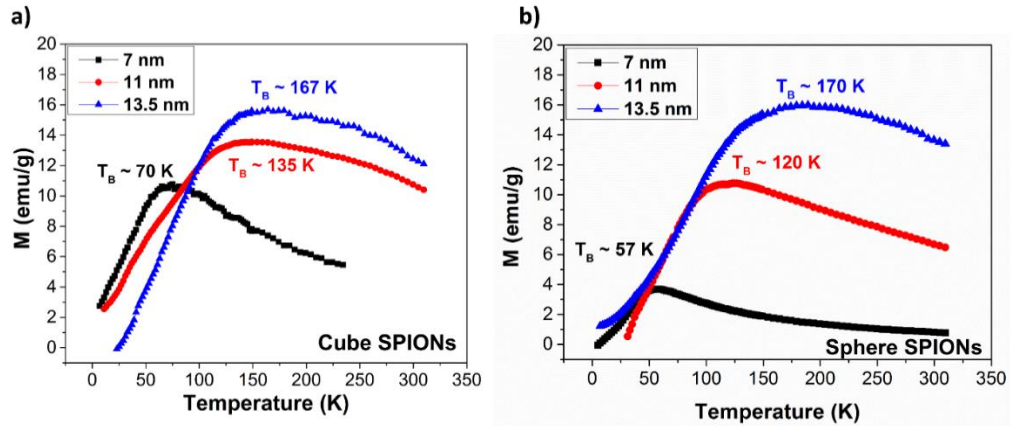 a)
20
18
16
14
12
10
8
6
4
2
0
M (emu/g)
7 nm
11 nm
13.5 nm
T_B ~ 167 K
T_B ~ 135 K
T_B ~ 70 K
Cube SPIONs
0 50 100 150 200 250 300 350
Temperature (K)
b)
20
18
16
14
12
10
8
6
4
2
0
M (emu/g)
7 nm
11 nm
13.5 nm
T_B ~ 170 K
T_B ~ 120 K
T_B ~ 57 K
Sphere SPIONs
0 50 100 150 200 250 300 350
Temperature (K)